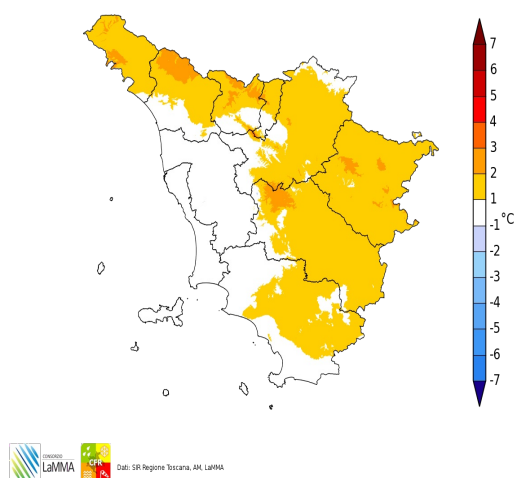 7
6
5
4
3
2
1
-1
-2
-3
-4
-5
-6
-7
°C
CONSORZIO
LaMMA
CFR
Dati: SIR Regione Toscana, AM, LaMMA